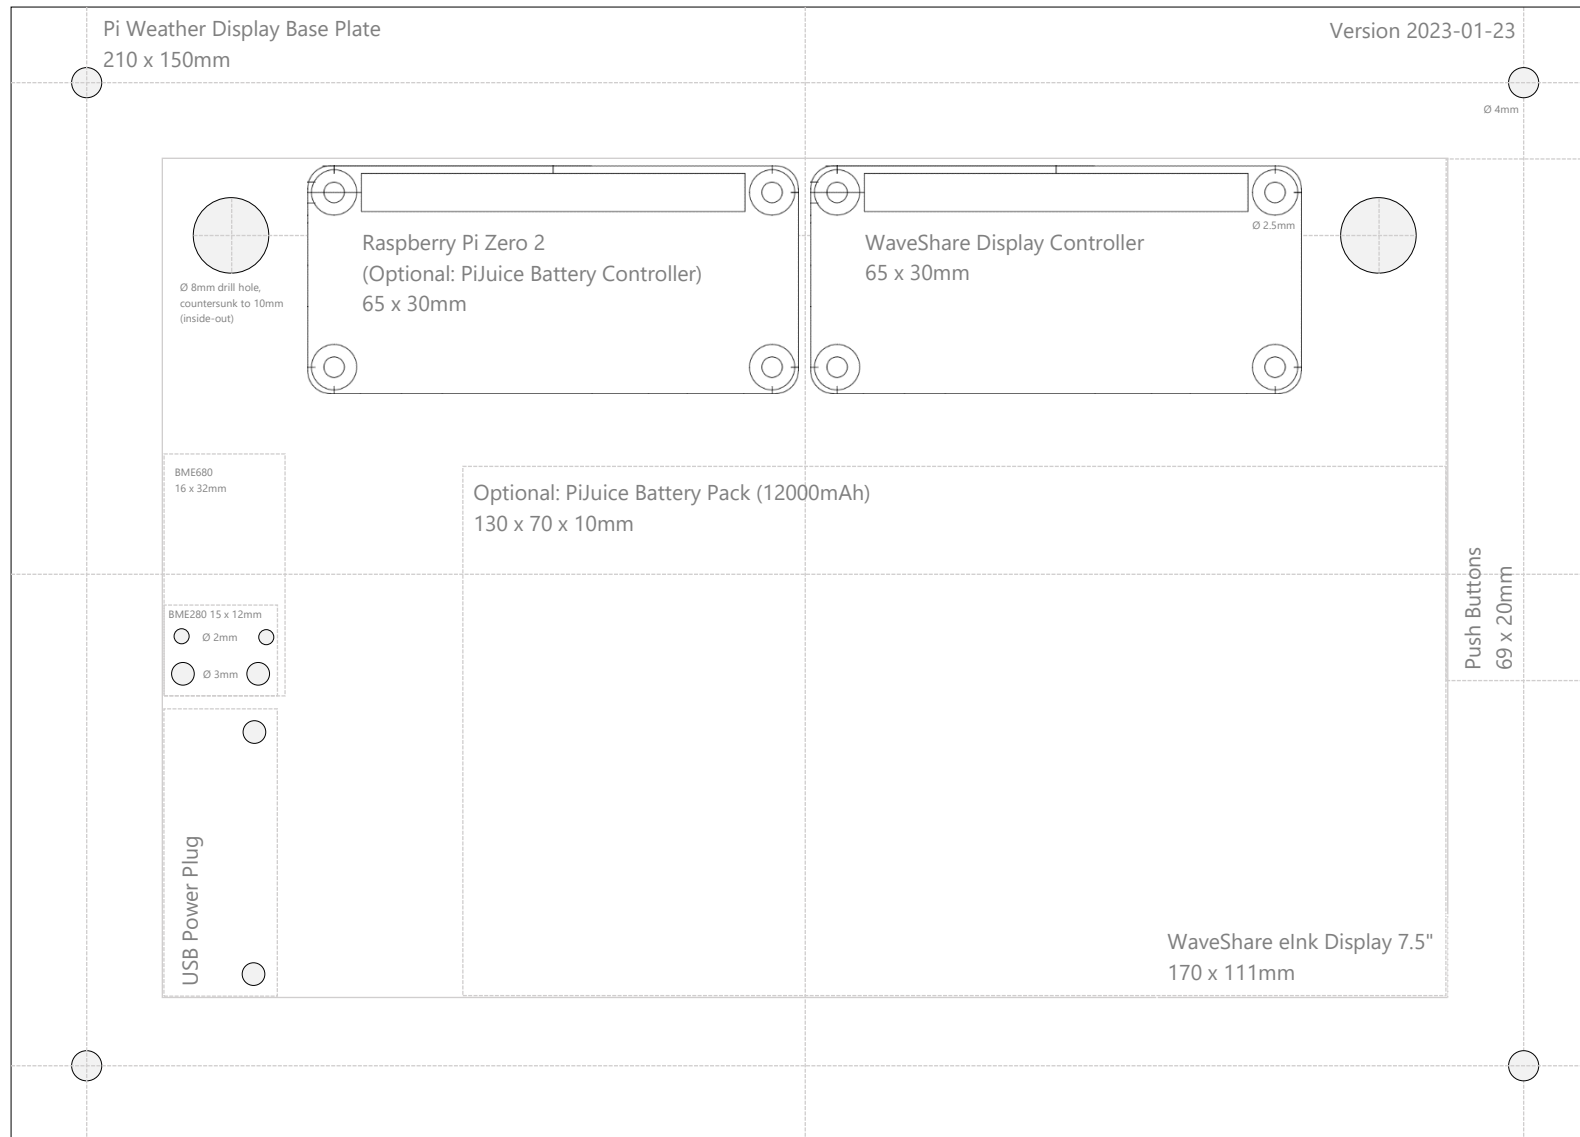 Pi Weather Display Base Plate
210 x 150mm
Version 2023-01-23
Ø 4mm
Raspberry Pi Zero 2
(Optional: PiJuice Battery Controller)
65 x 30mm
WaveShare Display Controller
65 x 30mm
Ø 2.5mm
Ø 8mm drill hole,
countersunk to 10mm
(inside-out)
BME680
16 x 32mm
Optional: PiJuice Battery Pack (12000mAh)
130 x 70 x 10mm
Push Buttons
69 x 20mm
BME280 15 x 12mm
Ø 2mm
Ø 3mm
USB Power Plug
WaveShare eInk Display 7.5"
170 x 111mm